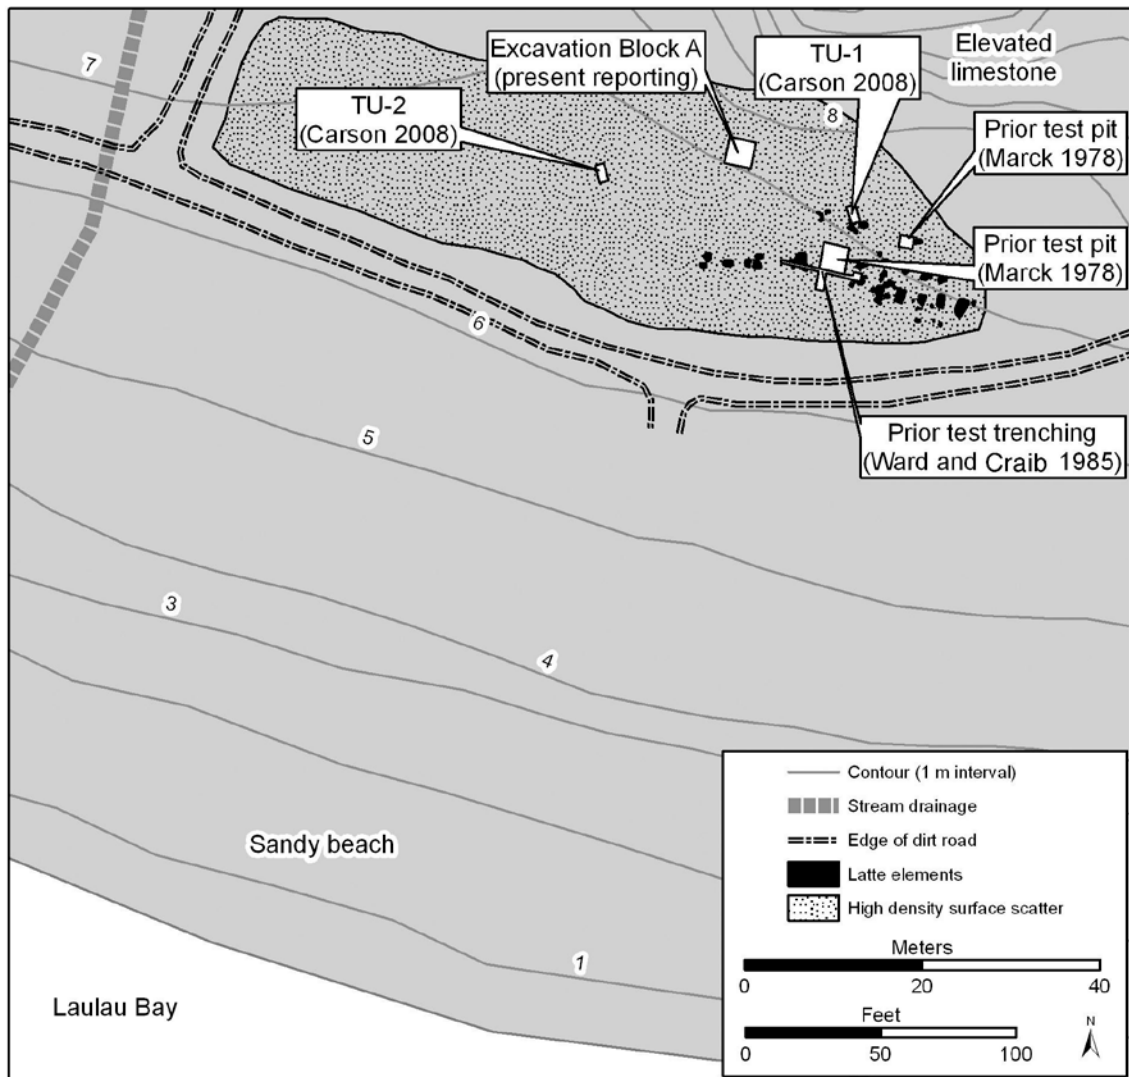 Excavation Block A
(present reporting)
TU-1
(Carson 2008)
Elevated
limestone
7
TU-2
(Carson 2008)
8
Prior test pit
(Marck 1978)
Prior test pit
(Marck 1978)
6
Prior test trenching
(Ward and Craib 1985)
5
3
4
Sandy beach
1
Laulau Bay
Contour (1 m interval)
Stream drainage
Edge of dirt road
Latte elements
High density surface scatter
Meters
0 20 40
Feet
0 50 100
N